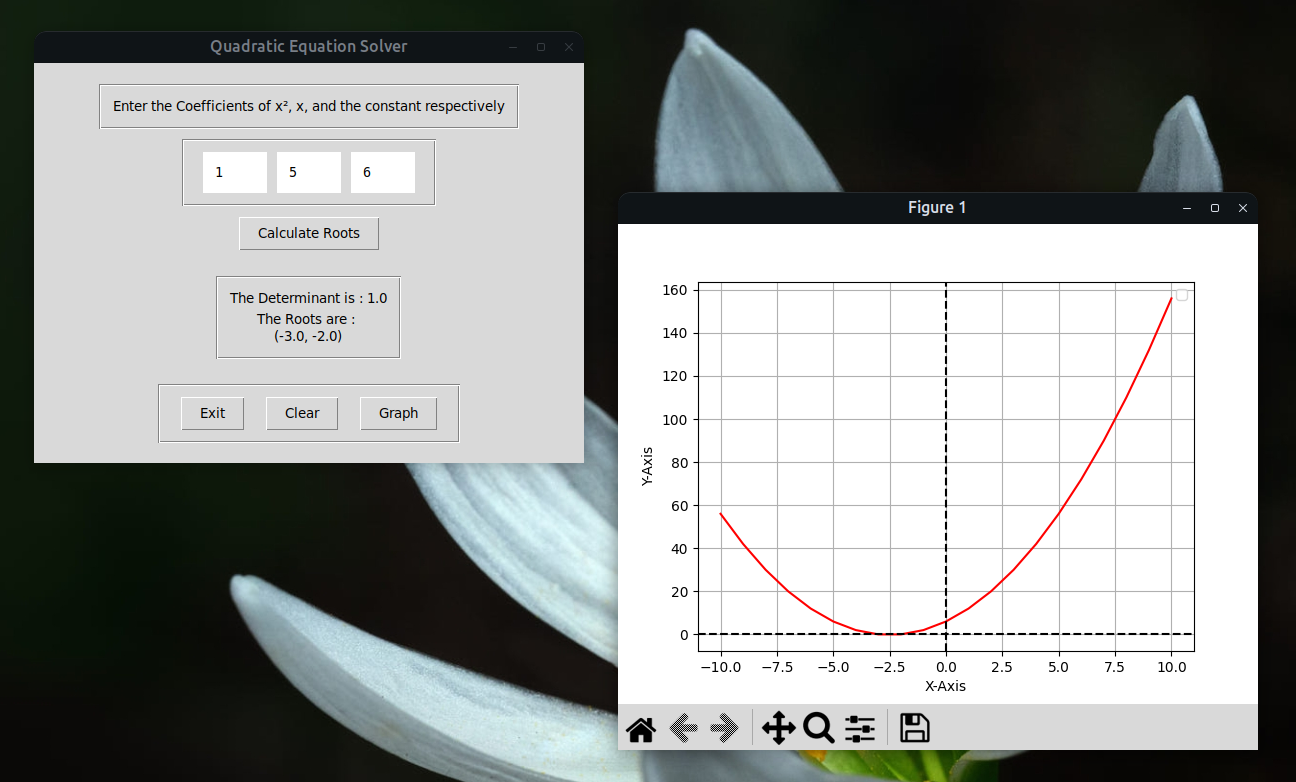 Quadratic Equation Solver
Enter the Coefficients of x², x, and the constant respectively
1 5 6
Calculate Roots
The Determinant is : 1.0
The Roots are :
(-3.0, -2.0)
Exit Clear Graph
Figure 1
160
140
120
100
80
60
40
20
0
Y-Axis
−10.0 −7.5 −5.0 −2.5 0.0 2.5 5.0 7.5 10.0
X-Axis